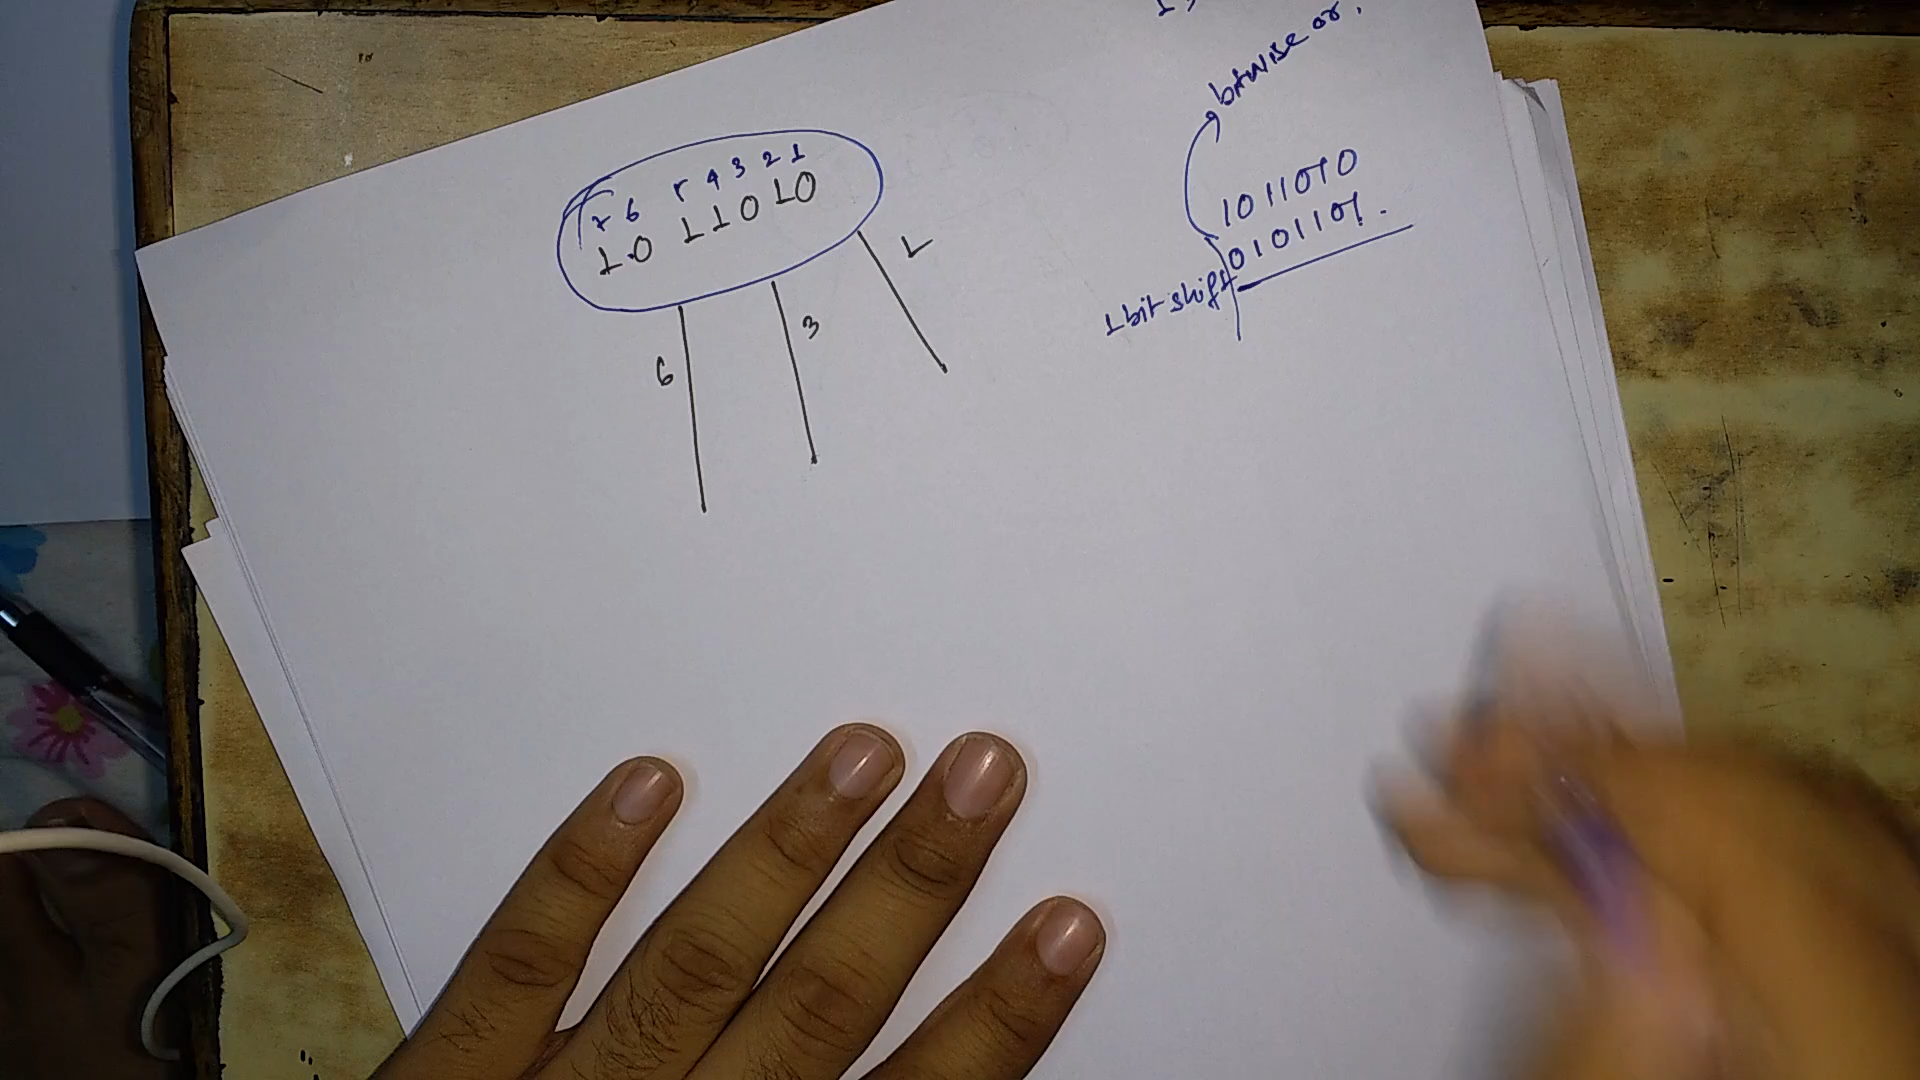 bitwise or,
7 6 5 4 3 2 1
1 0 1 1 0 1 0
1011010
0101101.
1 bit shift
6
3
1